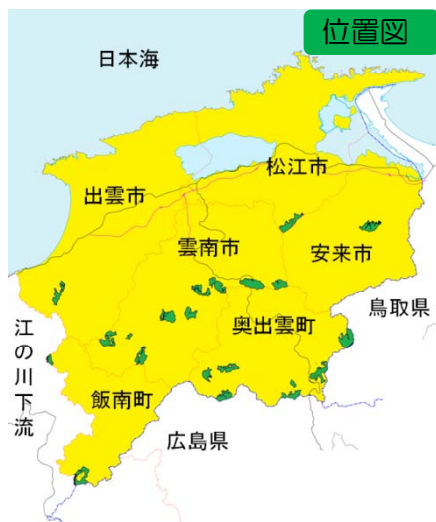 位置図
日本海
松江市
出雲市
雲南市
安来市
鳥取県
奥出雲町
江の川下流
飯南町
広島県